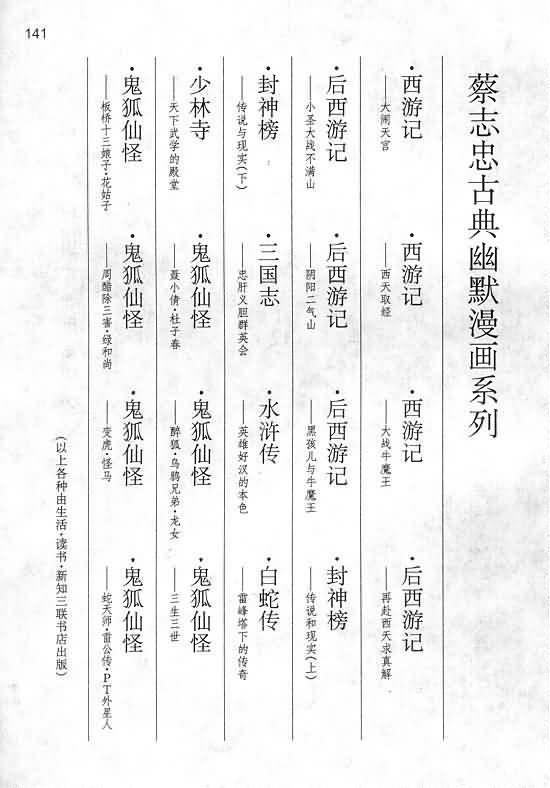 141
蔡志忠古典幽默漫画系列
·西游记
——大闹天宫
·西游记
——西天取经
·西游记
——大战牛魔王
·后西游记
——再赴西天求真解
·后西游记
——小圣大战不满山
·后西游记
——阴阳二气山
·后西游记
——黑孩儿与牛魔王
·封神榜
——传说和现实(上)
·封神榜
——传说与现实(下)
·三国志
——忠肝义胆群英会
·水浒传
——英雄好汉的本色
·白蛇传
——雷峰塔下的传奇
·少林寺
——天下武学的殿堂
·鬼狐仙怪
——聂小倩·杜子春
·鬼狐仙怪
——醉狐·乌鸦兄弟·龙女
·鬼狐仙怪
——三生三世
·鬼狐仙怪
——板桥十三娘子·花姑子
·鬼狐仙怪
——周醋除三害·绿和尚
·鬼狐仙怪
——变虎·怪马
·鬼狐仙怪
——蛇天师·雷公传·PT外星人
(以上各种由生活·读书·新知三联书店出版)